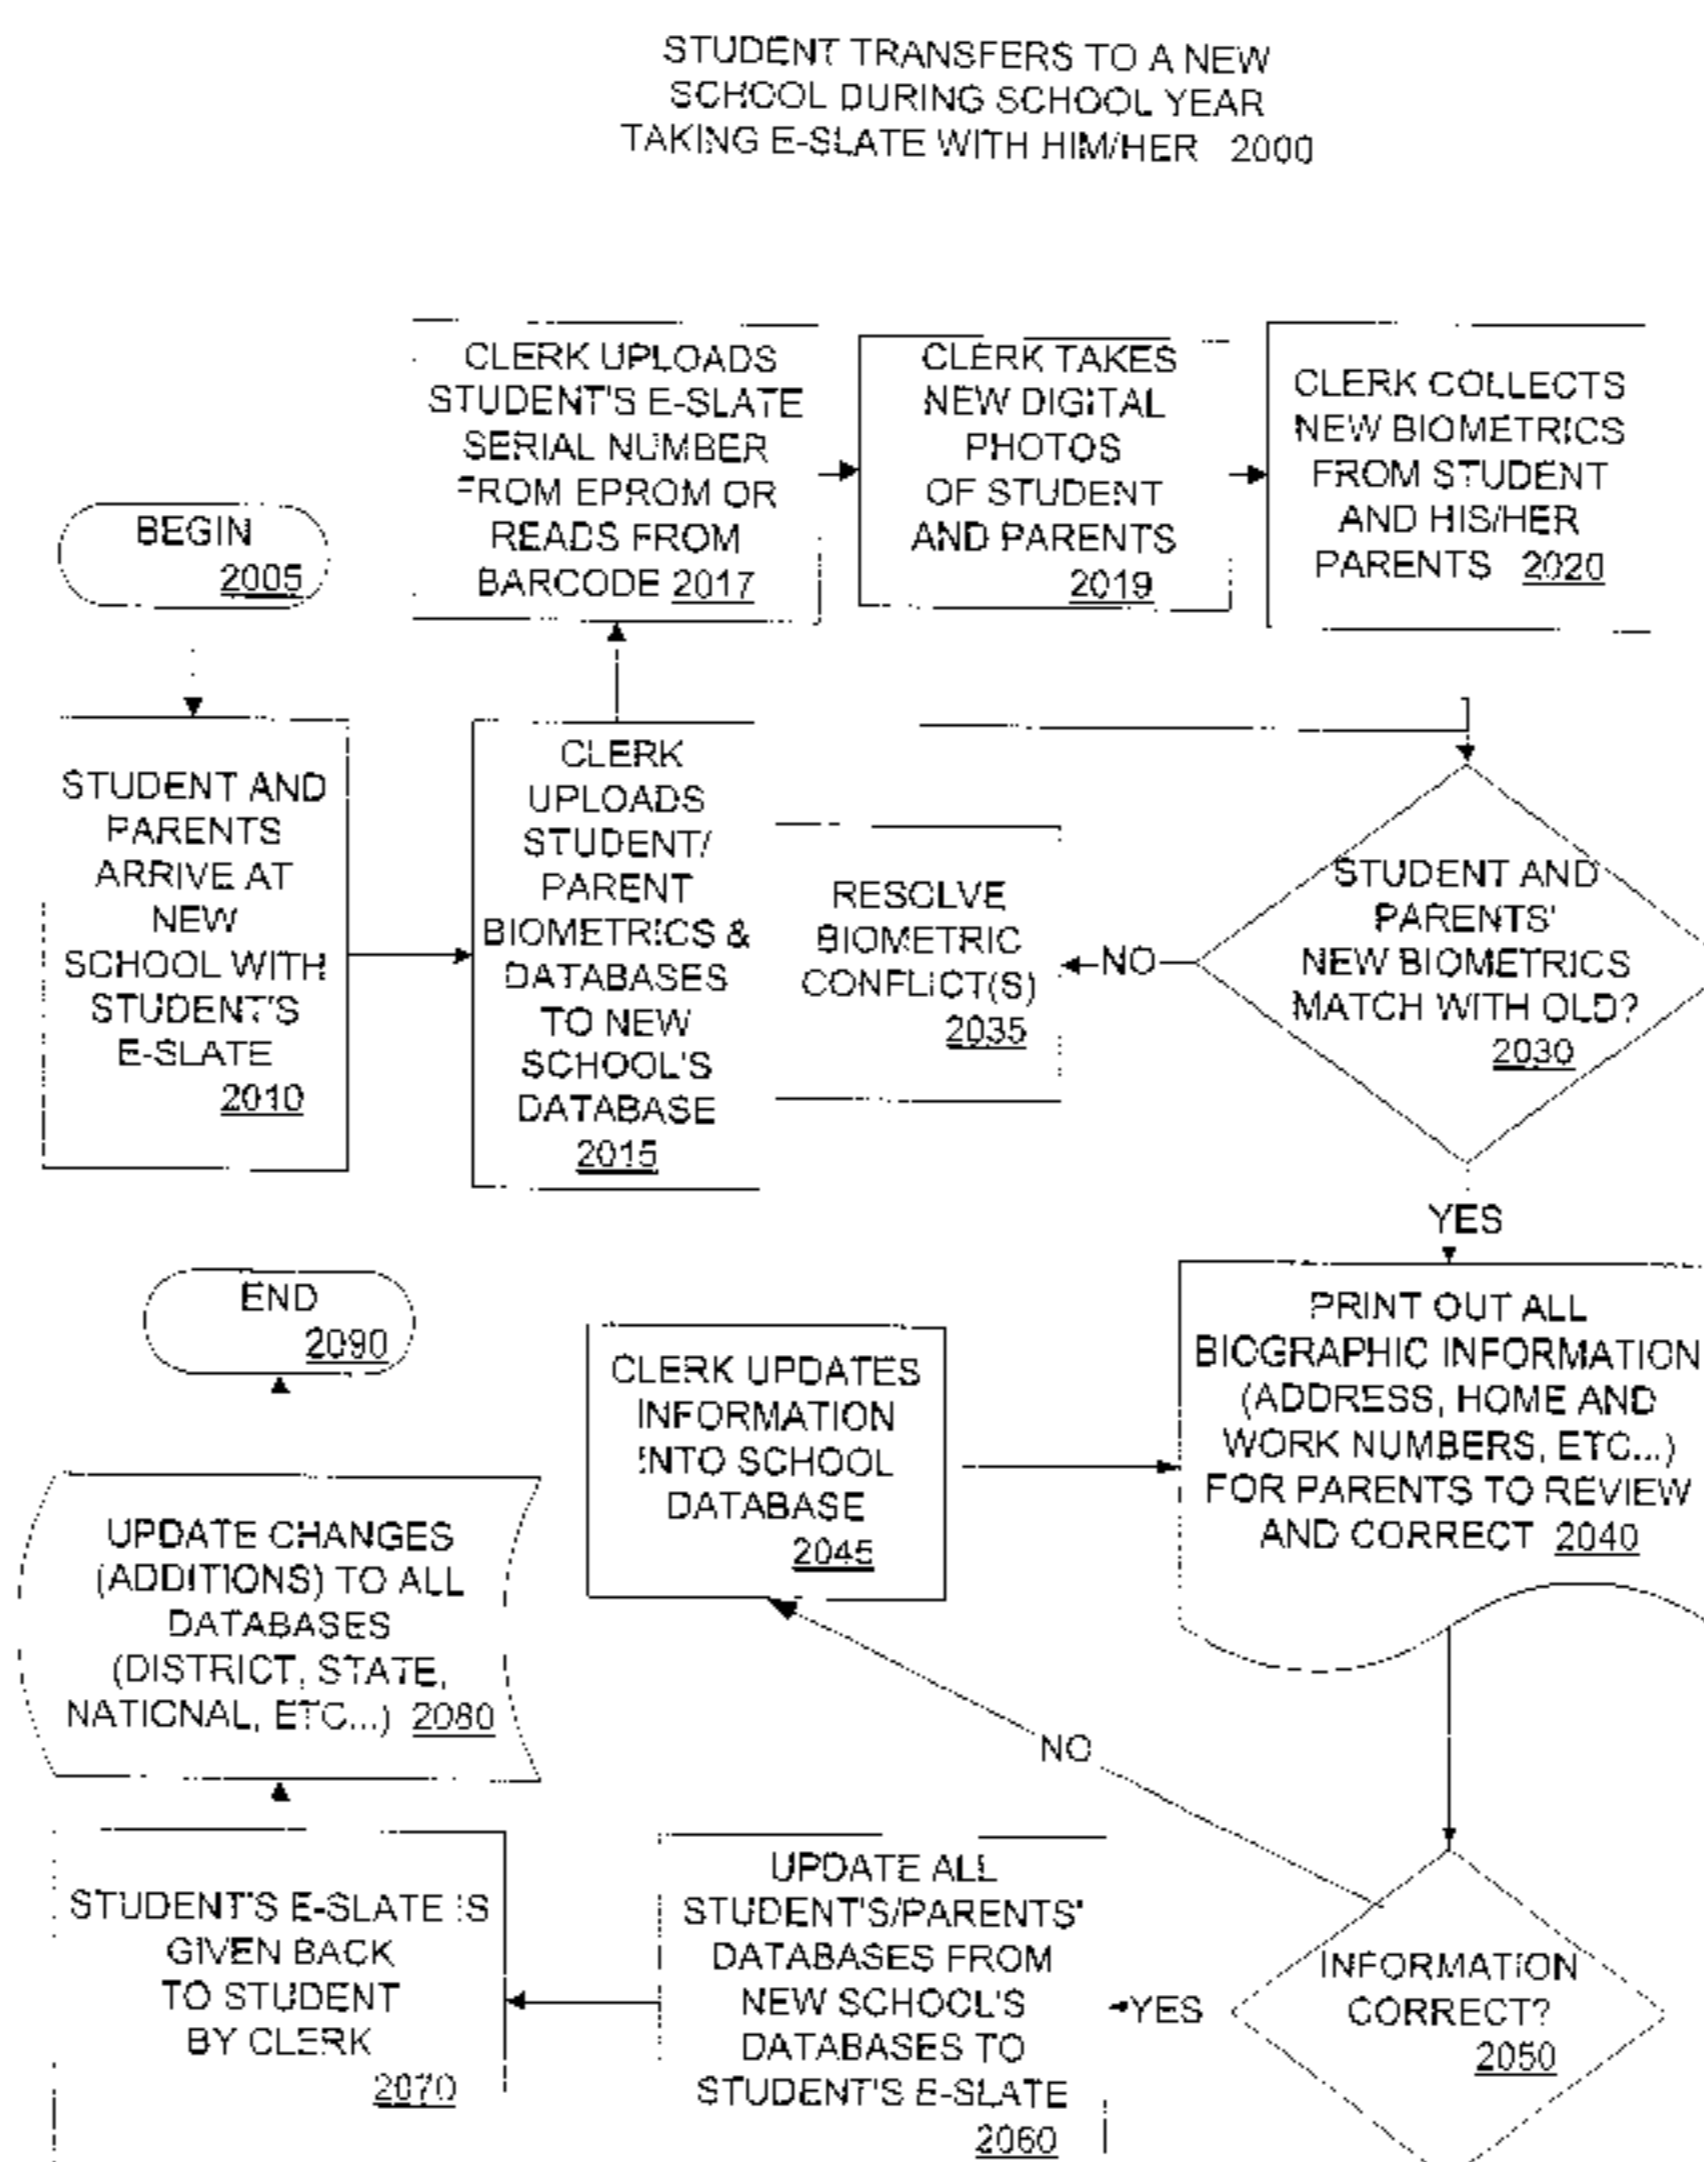 STUDENT TRANSFERS TO A NEW
SCHOOL DURING SCHOOL YEAR
TAKING E-SLATE WITH HIM/HER 2000
BEGIN
2005
STUDENT AND
PARENTS
ARRIVE AT
NEW
SCHOOL WITH
STUDENT'S
E-SLATE
2010
CLERK
UPLOADS
STUDENT/
PARENT
BIOMETRICS &
DATABASES
TO NEW
SCHOOL'S
DATABASE
2015
CLERK UPLOADS
STUDENT'S E-SLATE
SERIAL NUMBER
FROM EPROM OR
READS FROM
BARCODE 2017
CLERK TAKES
NEW DIGITAL
PHOTOS
OF STUDENT
AND PARENTS
2019
CLERK COLLECTS
NEW BIOMETRICS
FROM STUDENT
AND HIS/HER
PARENTS 2020
STUDENT AND
PARENTS'
NEW BIOMETRICS
MATCH WITH OLD?
2030
NO
RESOLVE
BIOMETRIC
CONFLICT(S)
2035
YES
PRINT OUT ALL
BIOGRAPHIC INFORMATION
(ADDRESS, HOME AND
WORK NUMBERS, ETC...)
FOR PARENTS TO REVIEW
AND CORRECT 2040
CLERK UPDATES
INFORMATION
INTO SCHOOL
DATABASE
2045
NO
INFORMATION
CORRECT?
2050
YES
UPDATE ALL
STUDENT'S/PARENTS'
DATABASES FROM
NEW SCHOOL'S
DATABASES TO
STUDENT'S E-SLATE
2060
STUDENT'S E-SLATE IS
GIVEN BACK
TO STUDENT
BY CLERK
2070
UPDATE CHANGES
(ADDITIONS) TO ALL
DATABASES
(DISTRICT, STATE,
NATIONAL, ETC...) 2080
END
2090